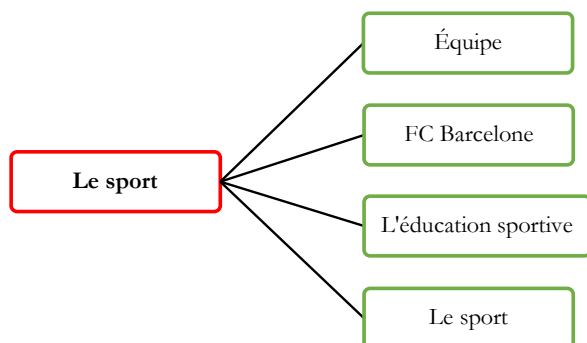 Équipe
FC Barcelone
Le sport
L'éducation sportive
Le sport